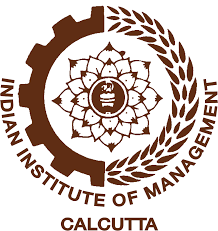 INDIAN INSTITUTE OF MANAGEMENT
CALCUTTA